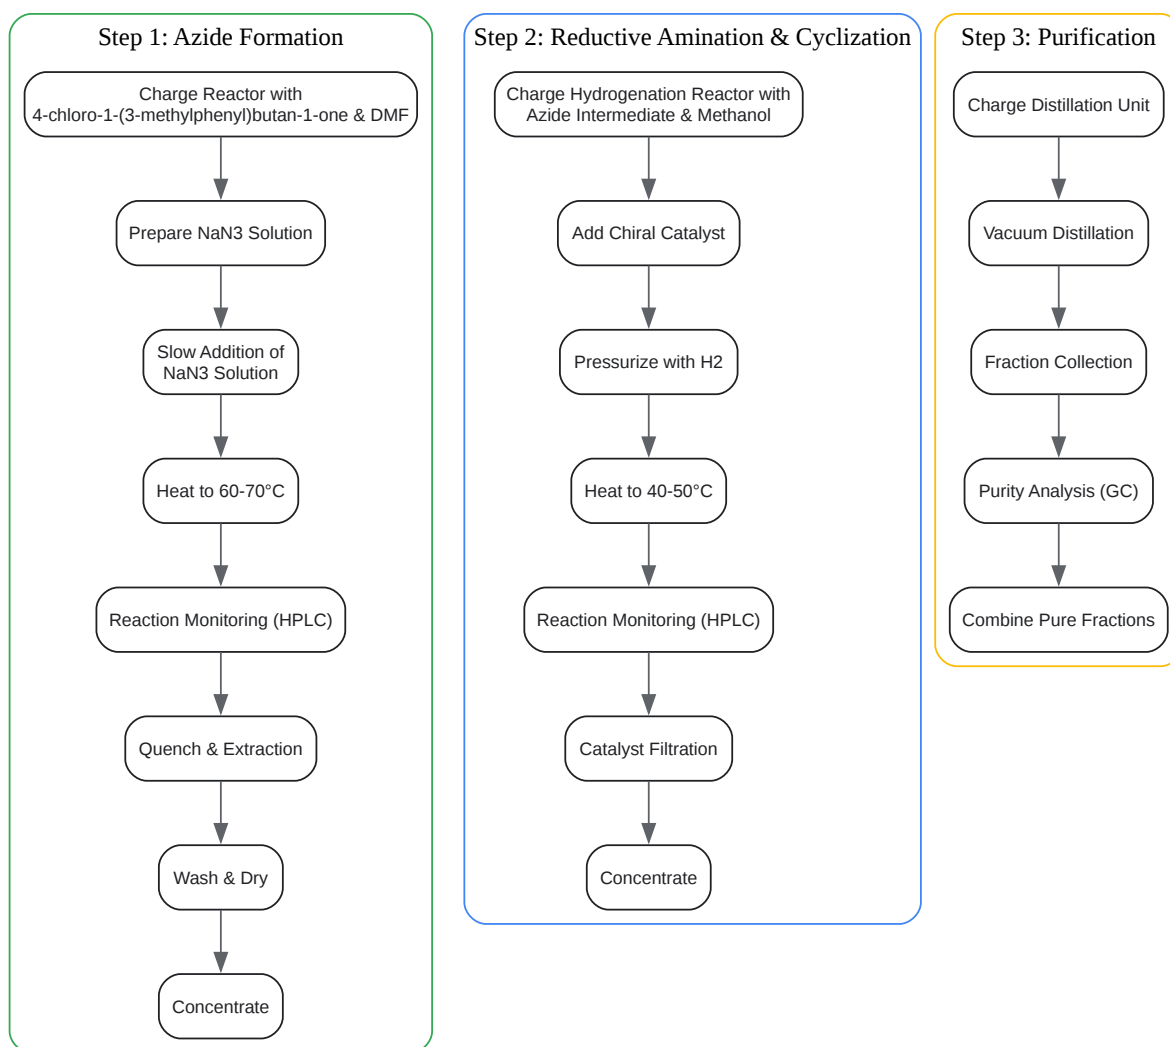 Step 1: Azide Formation
Charge Reactor with
4-chloro-1-(3-methylphenyl)butan-1-one & DMF
Prepare NaN3 Solution
Slow Addition of
NaN3 Solution
Heat to 60-70°C
Reaction Monitoring (HPLC)
Quench & Extraction
Wash & Dry
Concentrate
Step 2: Reductive Amination & Cyclization
Charge Hydrogenation Reactor with
Azide Intermediate & Methanol
Add Chiral Catalyst
Pressurize with H2
Heat to 40-50°C
Reaction Monitoring (HPLC)
Catalyst Filtration
Concentrate
Step 3: Purification
Charge Distillation Unit
Vacuum Distillation
Fraction Collection
Purity Analysis (GC)
Combine Pure Fractions